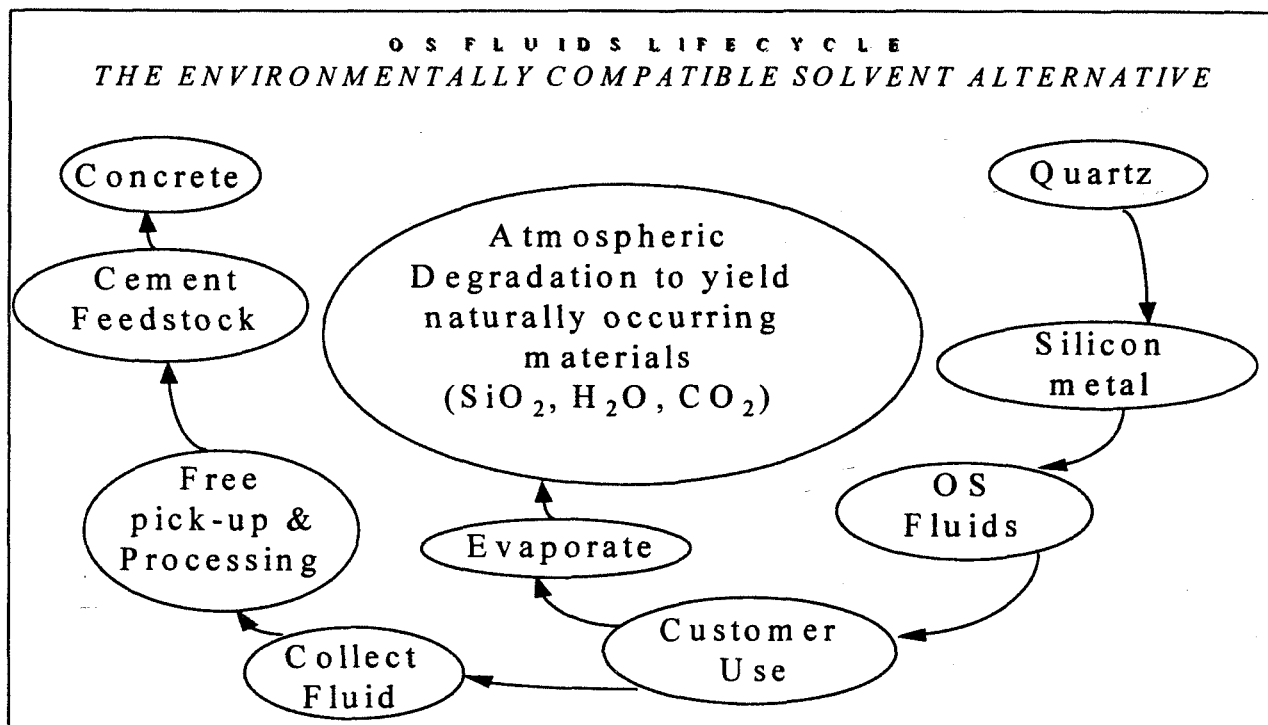 OS FLUIDS LIFECYCLE
THE ENVIRONMENTALLY COMPATIBLE SOLVENT ALTERNATIVE
Concrete
Quartz
Atmospheric
Degradation to yield
naturally occurring
materials
(SiO₂, H₂O, CO₂)
Cement
Feedstock
Silicon
metal
Free
pick-up &
Processing
OS
Fluids
Evaporate
Customer
Use
Collect
Fluid